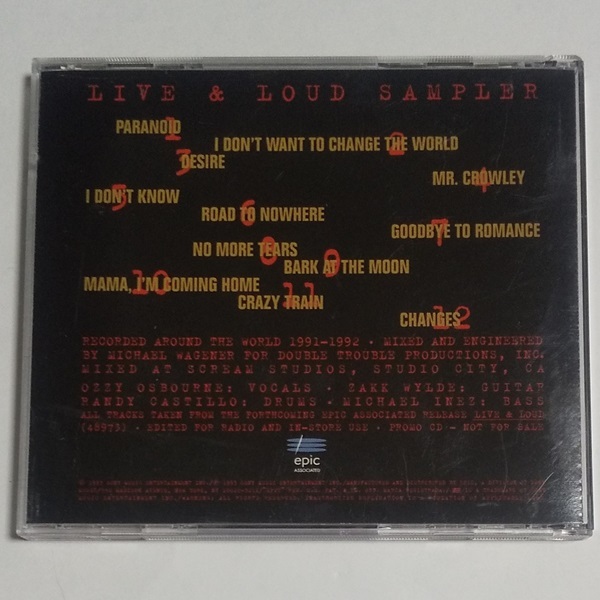 LIVE & LOUD SAMPLER
1 PARANOID
2 I DON'T WANT TO CHANGE THE WORLD
3 DESIRE
4 MR. CROWLEY
5 I DON'T KNOW
6 ROAD TO NOWHERE
7 GOODBYE TO ROMANCE
8 NO MORE TEARS
9 BARK AT THE MOON
10 MAMA, I'M COMING HOME
11 CRAZY TRAIN
12 CHANGES
RECORDED AROUND THE WORLD 1991-1992 · MIXED AND ENGINEERED
BY MICHAEL WAGENER FOR DOUBLE TROUBLE PRODUCTIONS, INC.
MIXED AT SCREAM STUDIOS, STUDIO CITY, CA
OZZY OSBOURNE: VOCALS · ZAKK WYLDE: GUITAR
RANDY CASTILLO: DRUMS · MICHAEL INEZ: BASS
ALL TRACKS TAKEN FROM THE FORTHCOMING EPIC ASSOCIATED RELEASE LIVE & LOUD
(48973) · EDITED FOR RADIO AND IN-STORE USE · PROMO CD - NOT FOR SALE
epic
ASSOCIATED